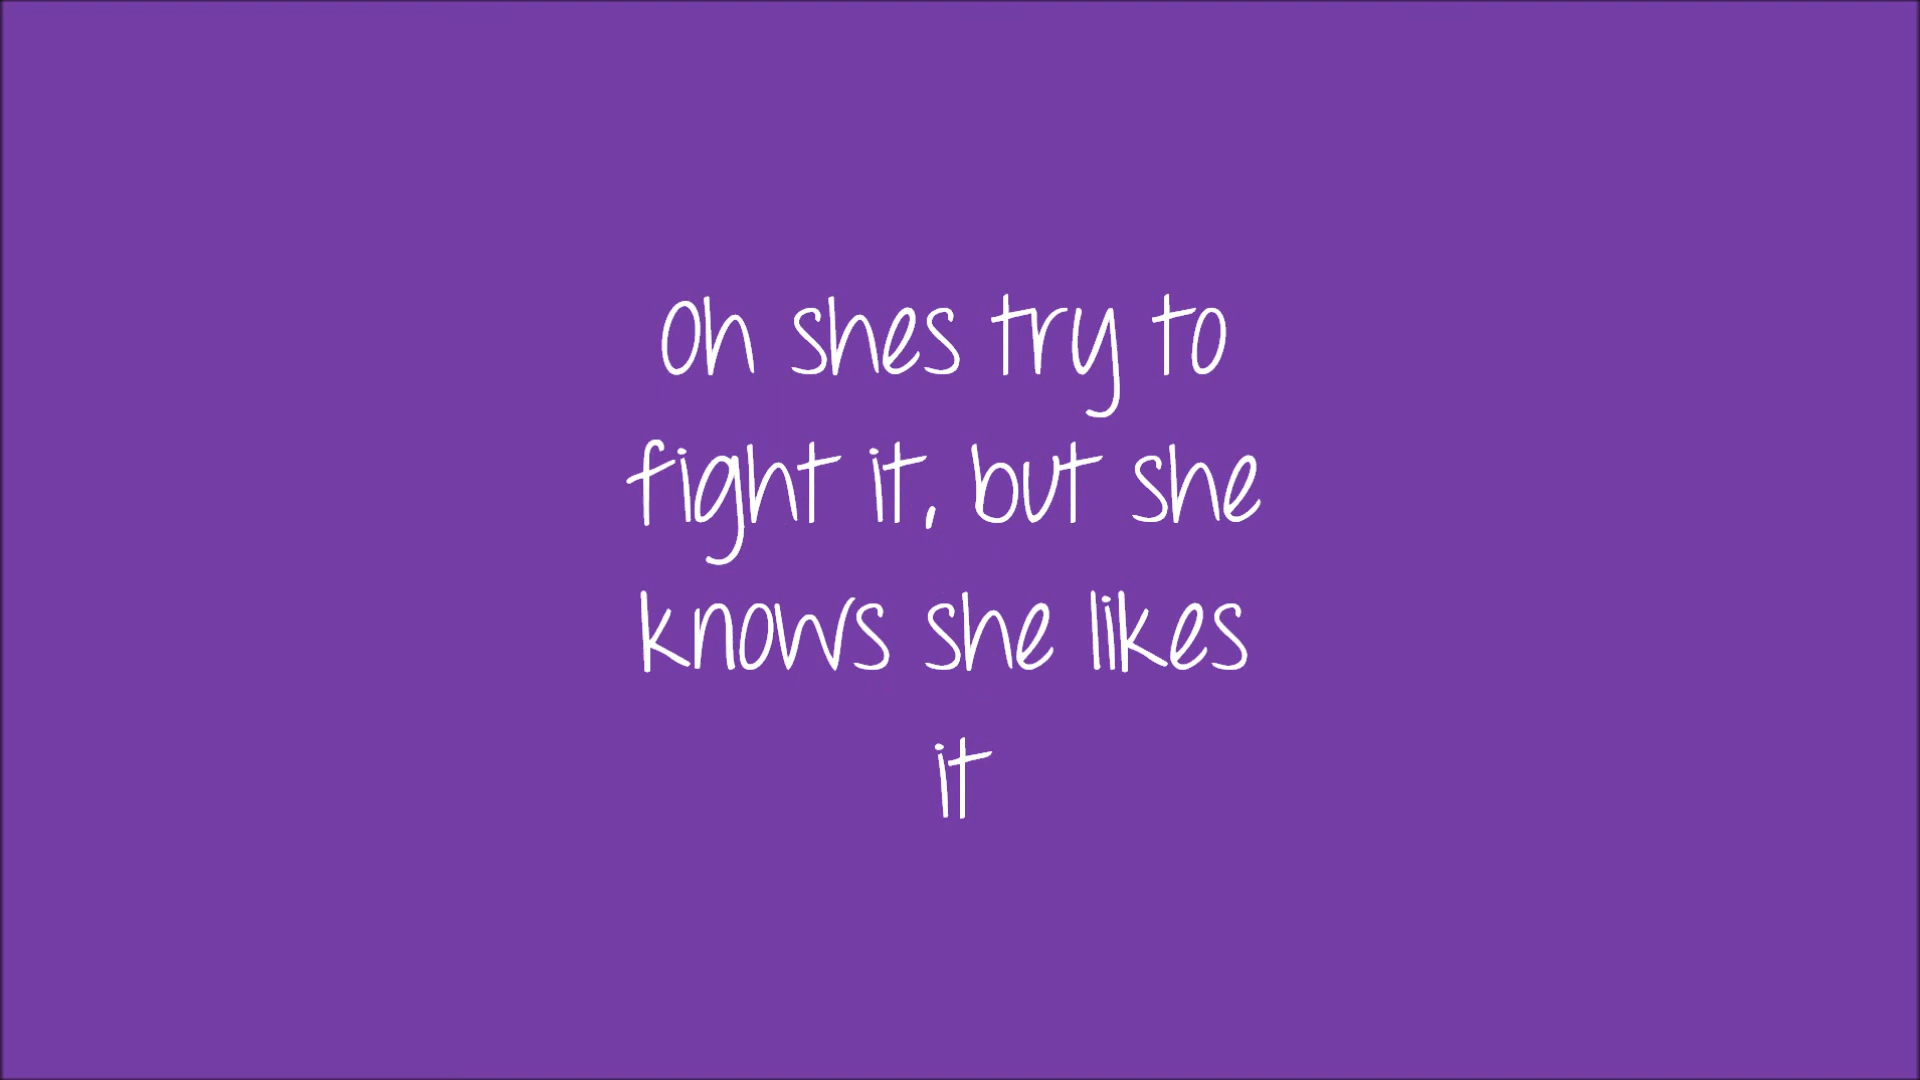 Oh shes try to
fight it, but she
knows she likes
it